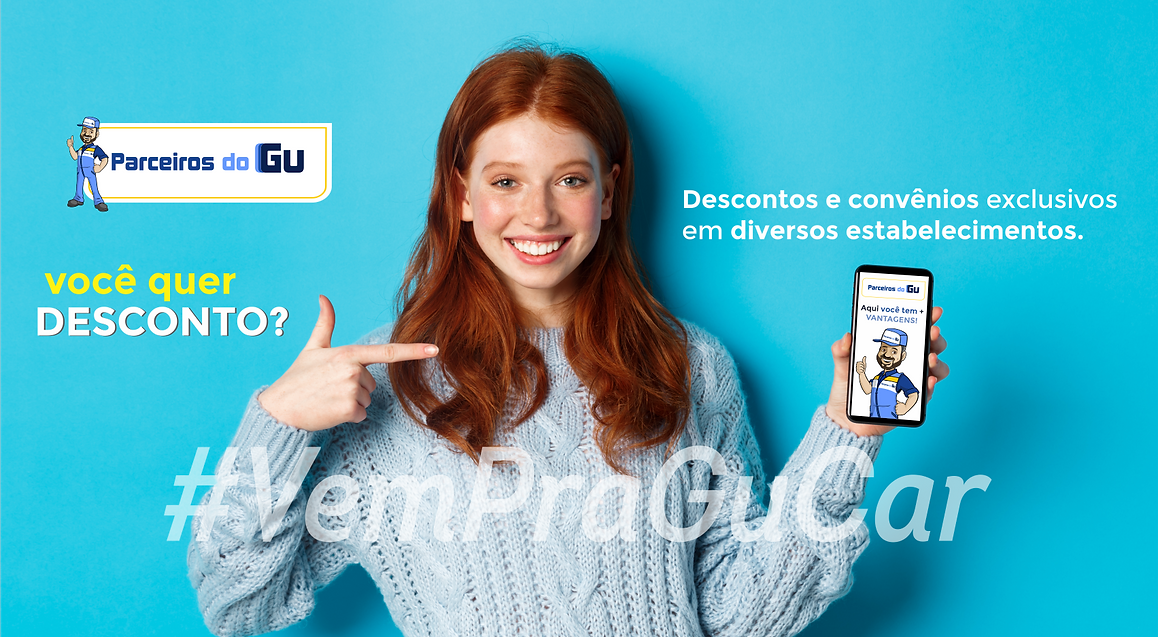 Parceiros do Gu
você quer
DESCONTO?
Descontos e convênios exclusivos
em diversos estabelecimentos.
Parceiros do Gu
Aqui você tem +
VANTAGENS!
#VemPraGuCar